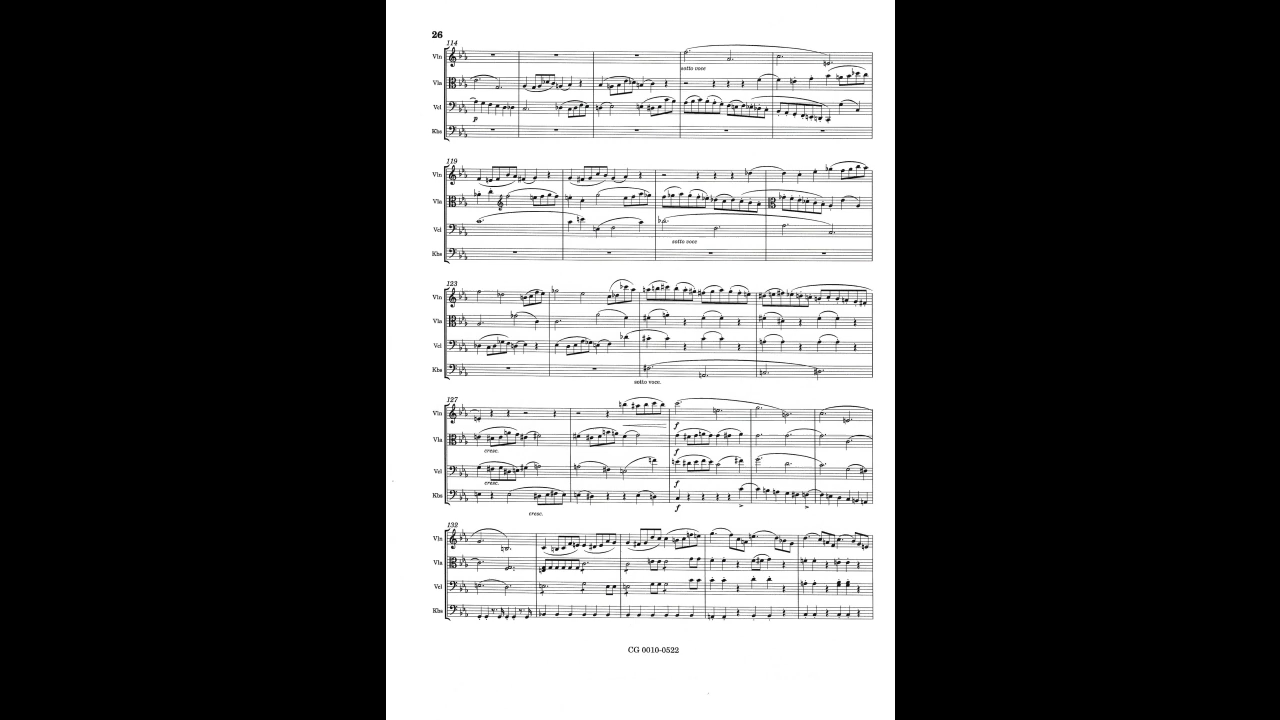 26
114
Vln
sotto voce
Vla
Vcl
p
Kbs
119
Vln
Vla
Vcl
sotto voce
Kbs
123
Vln
Vla
Vcl
Kbs
sotto voce.
127
Vln
f
Vla
cresc.
f
Vcl
cresc.
f
Kbs
cresc.
f
132
Vln
Vla
Vcl
Kbs
CG 0010-0522